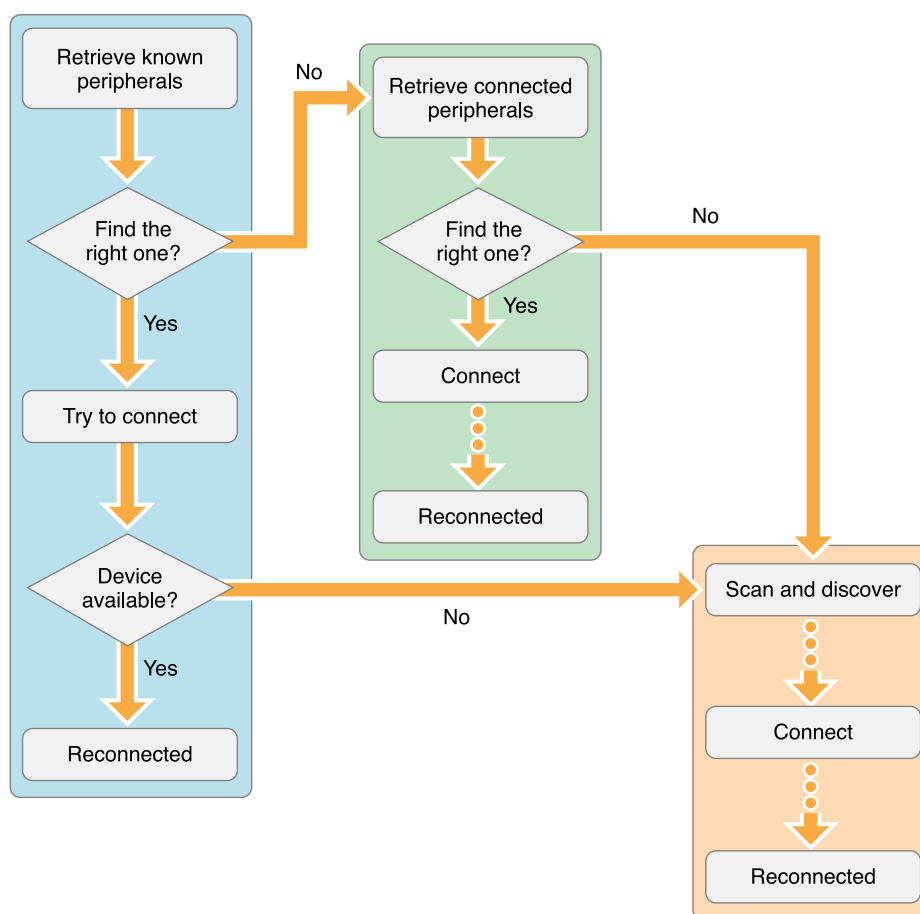 Retrieve known
peripherals
Find the
right one?
Yes
Try to connect
Device
available?
Yes
Reconnected
No
Retrieve connected
peripherals
Find the
right one?
Yes
Connect
Reconnected
No
No
Scan and discover
Connect
Reconnected